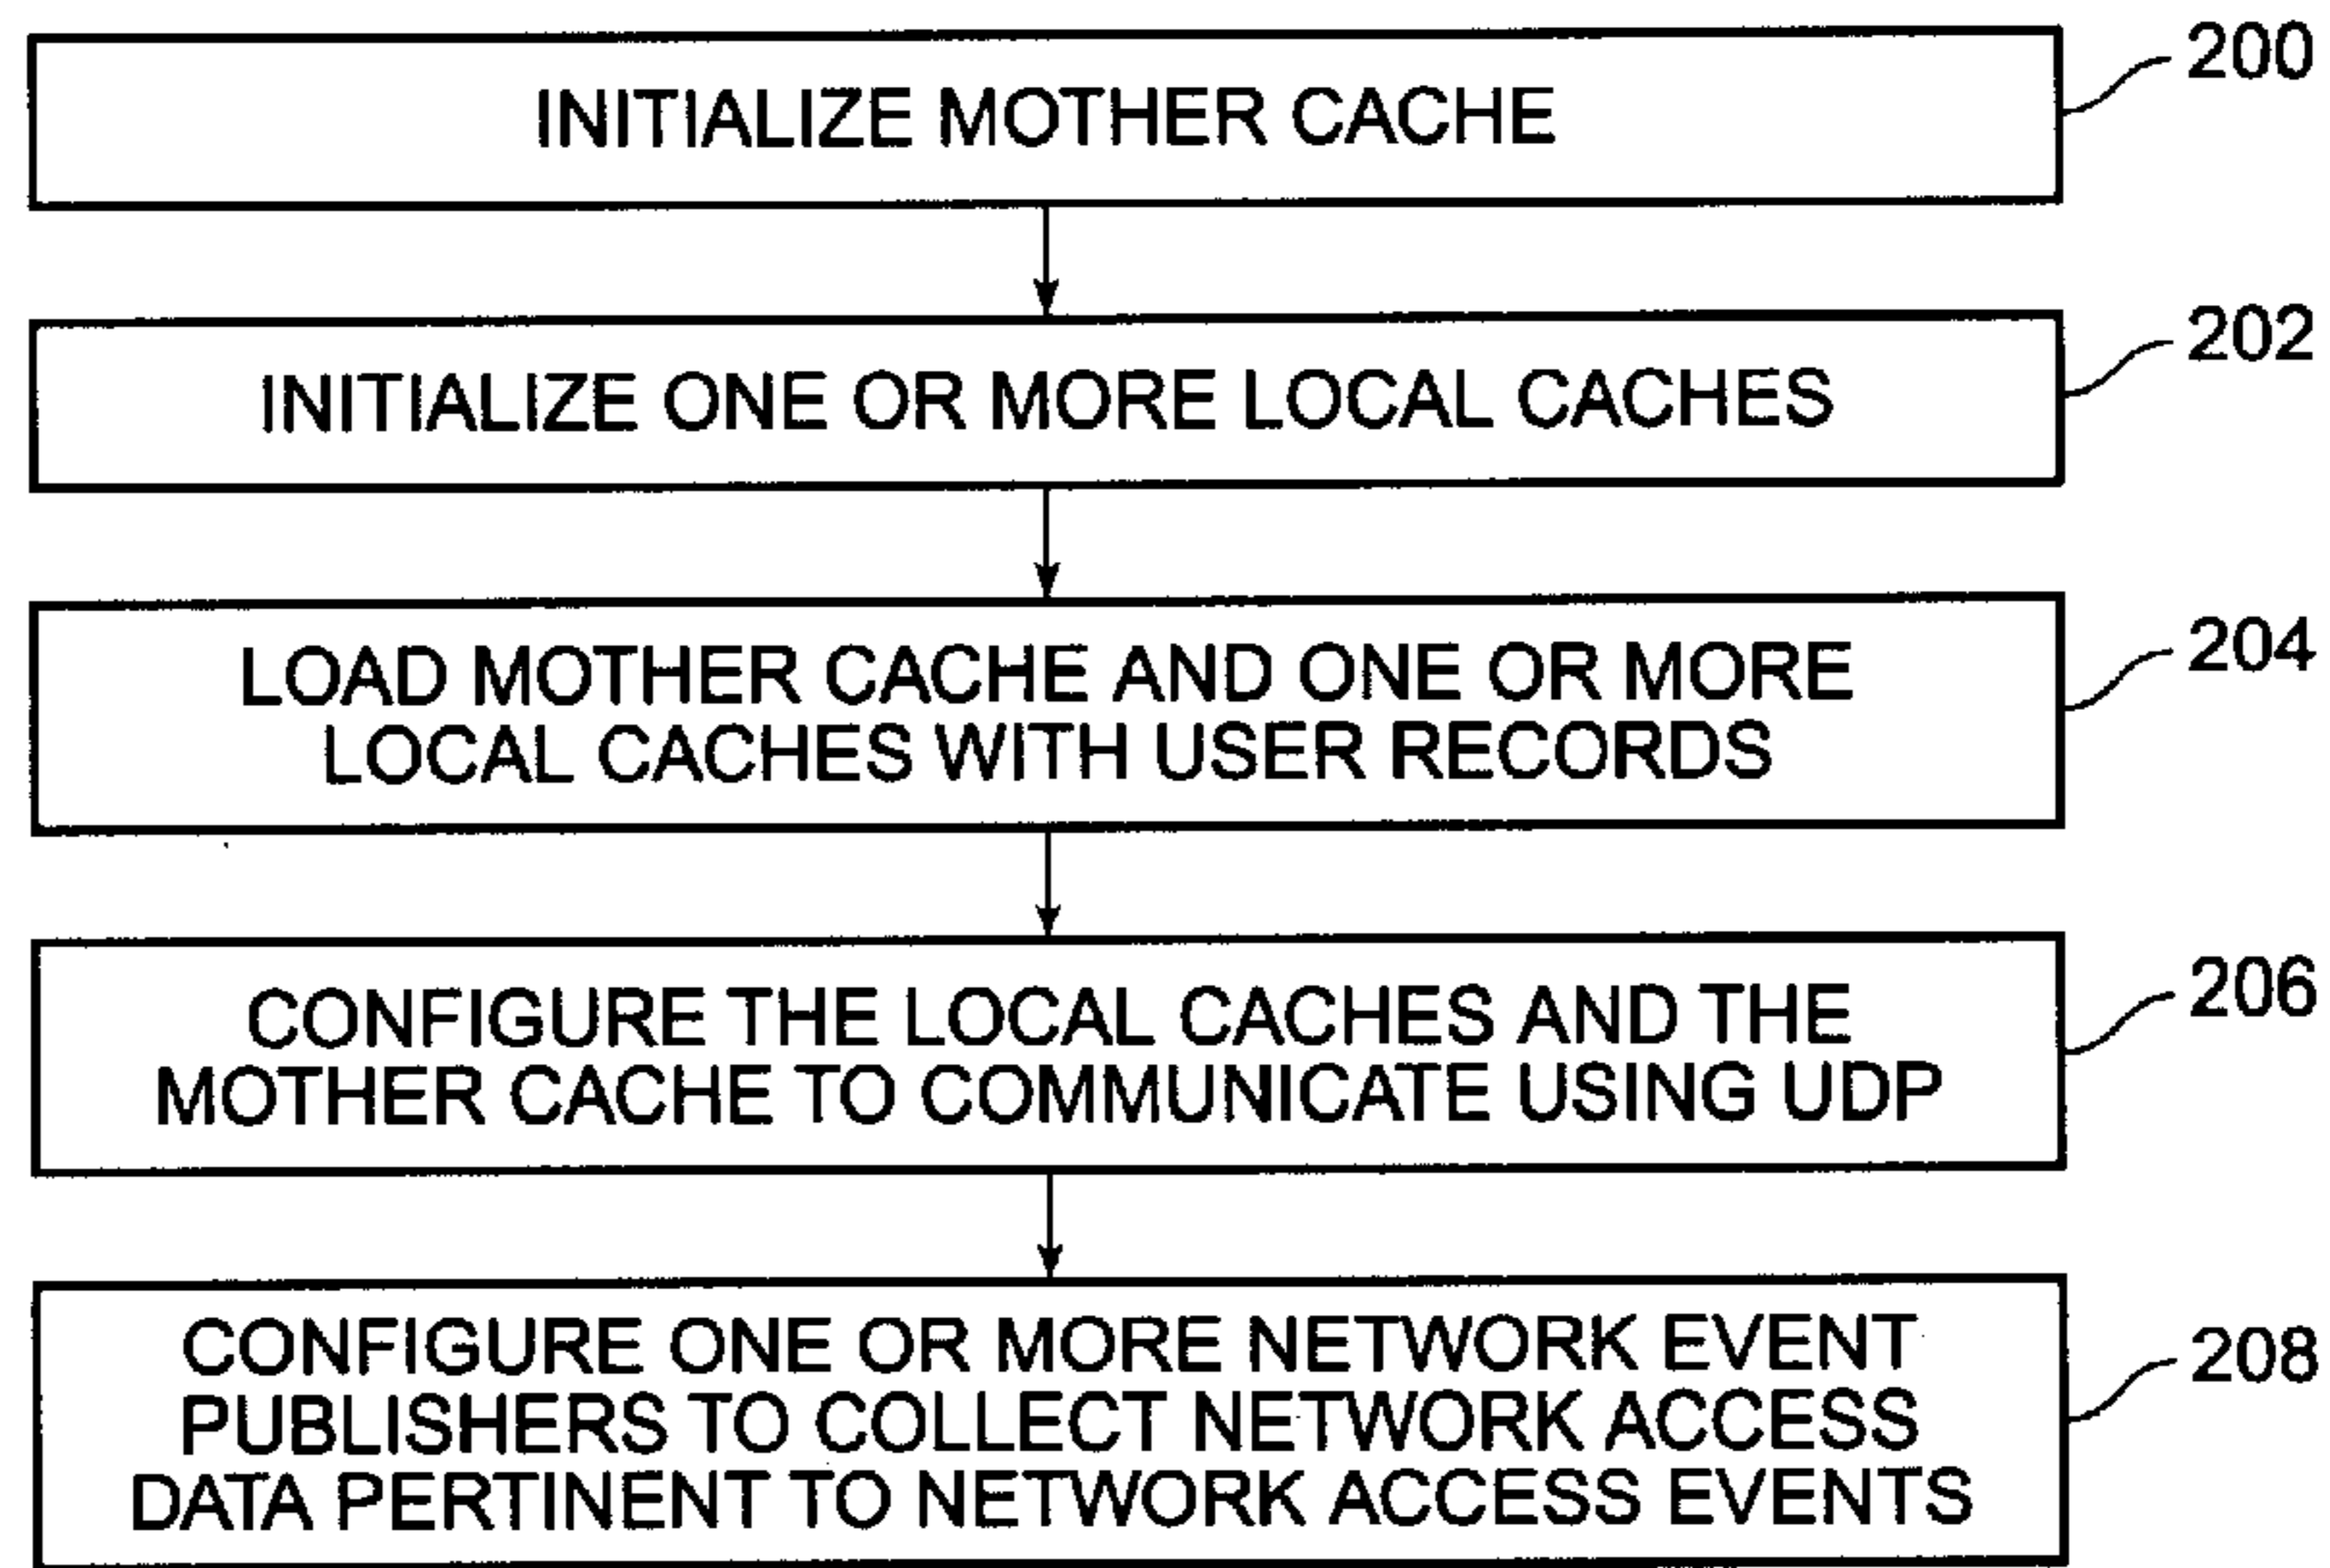 INITIALIZE MOTHER CACHE
200
INITIALIZE ONE OR MORE LOCAL CACHES
202
LOAD MOTHER CACHE AND ONE OR MORE
LOCAL CACHES WITH USER RECORDS
204
CONFIGURE THE LOCAL CACHES AND THE
MOTHER CACHE TO COMMUNICATE USING UDP
206
CONFIGURE ONE OR MORE NETWORK EVENT
PUBLISHERS TO COLLECT NETWORK ACCESS
DATA PERTINENT TO NETWORK ACCESS EVENTS
208